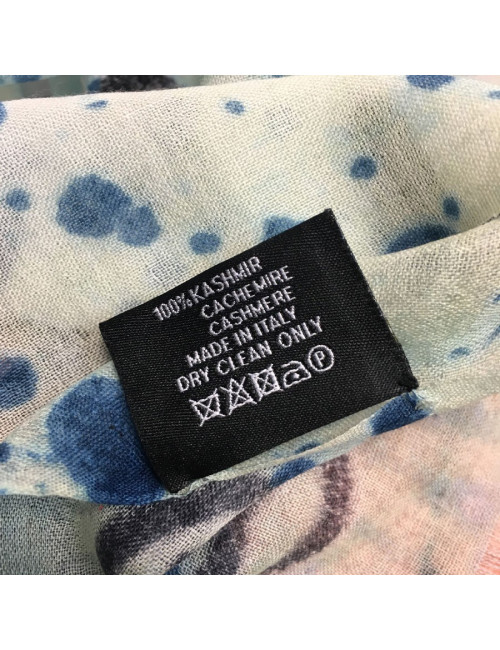 100% KASHMIR
CACHEMIRE
CASHMERE
MADE IN ITALY
DRY CLEAN ONLY
P